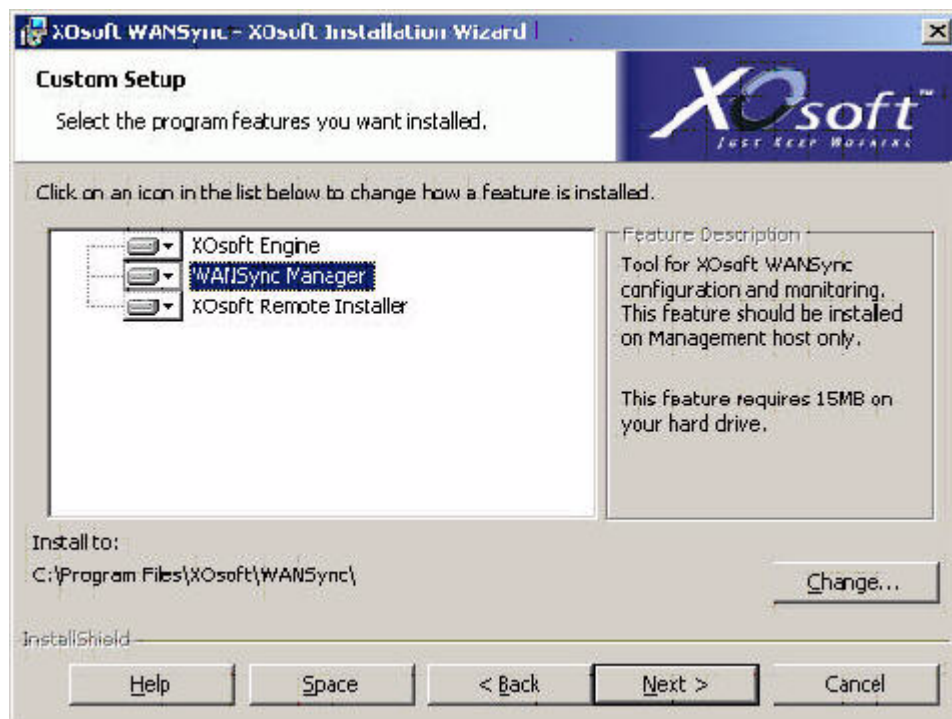 XOsoft WANSync - XOsoft Installation Wizard
Custom Setup
Select the program features you want installed.
XOsoft™
JUST KEEP WORKING
Click on an icon in the list below to change how a feature is installed.
XOsoft Engine
WANSync Manager
XOsoft Remote Installer
Feature Description
Tool for XOsoft WANSync
configuration and monitoring.
This feature should be installed
on Management host only.
This feature requires 15MB on
your hard drive.
Install to:
C:\Program Files\XOsoft\WANSync\
Change...
InstallShield
Help
Space
< Back
Next >
Cancel